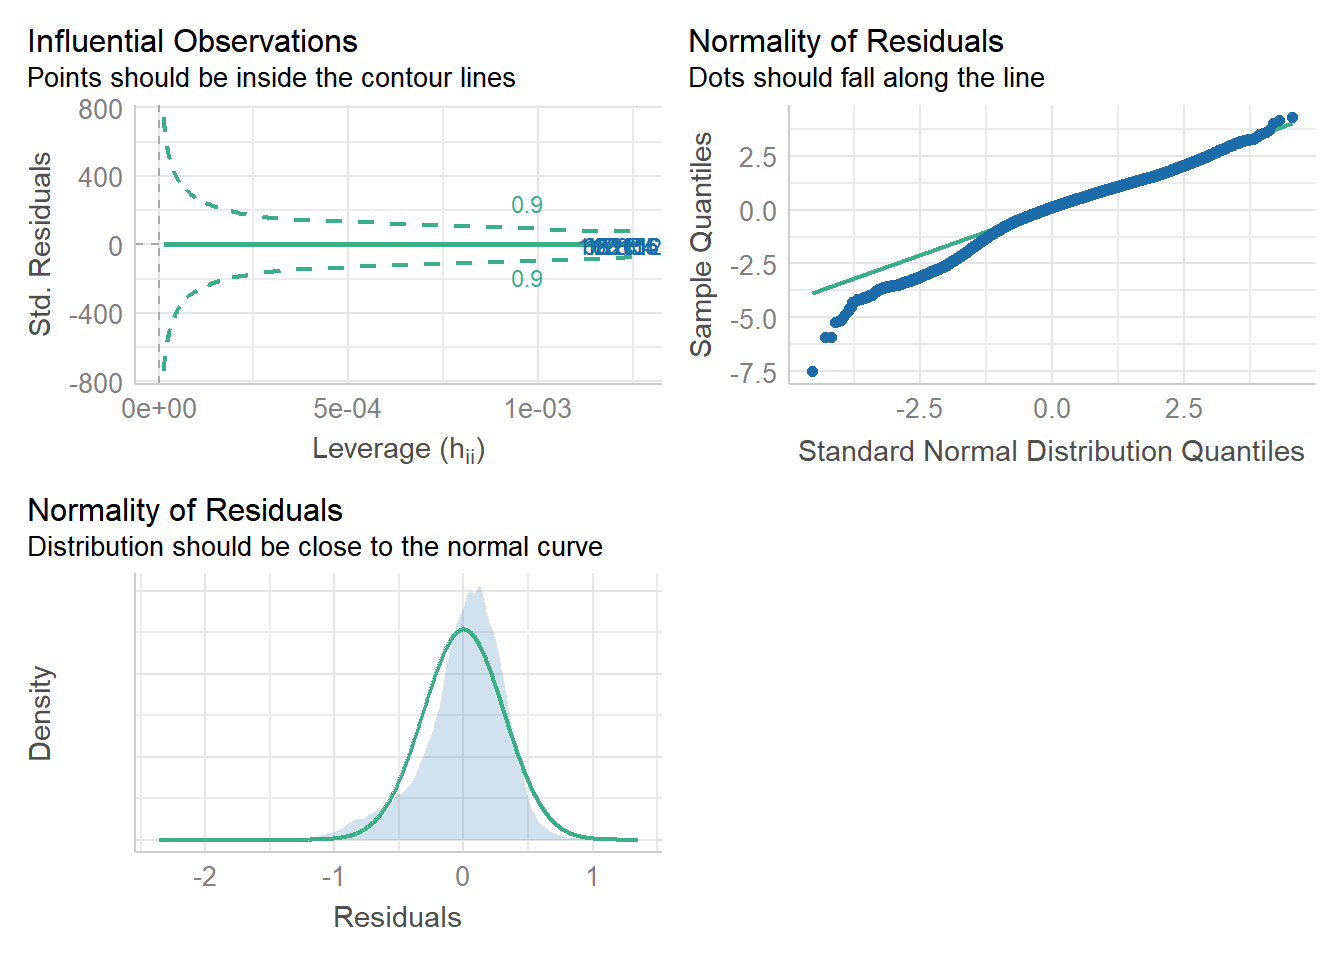 Influential Observations
Points should be inside the contour lines
Std. Residuals
800
400
0
-400
-800
0.9
0.9
0e+00 5e-04 1e-03
Leverage (hii)
Normality of Residuals
Dots should fall along the line
Sample Quantiles
2.5
0.0
-2.5
-5.0
-7.5
-2.5 0.0 2.5
Standard Normal Distribution Quantiles
Normality of Residuals
Distribution should be close to the normal curve
Density
-2 -1 0 1
Residuals